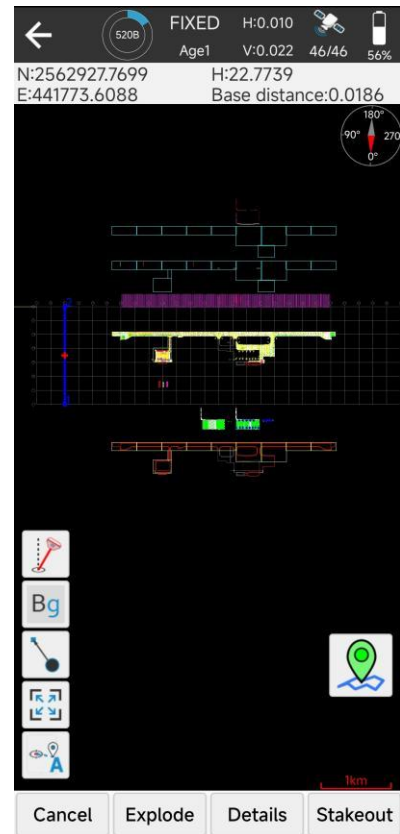 520B FIXED H:0.010
Age1 V:0.022 46/46 56%
N:2562927.7699 H:22.7739
E:441773.6088 Base distance:0.0186
180°
90° 270
0°
Bg
A
1km
Cancel Explode Details Stakeout